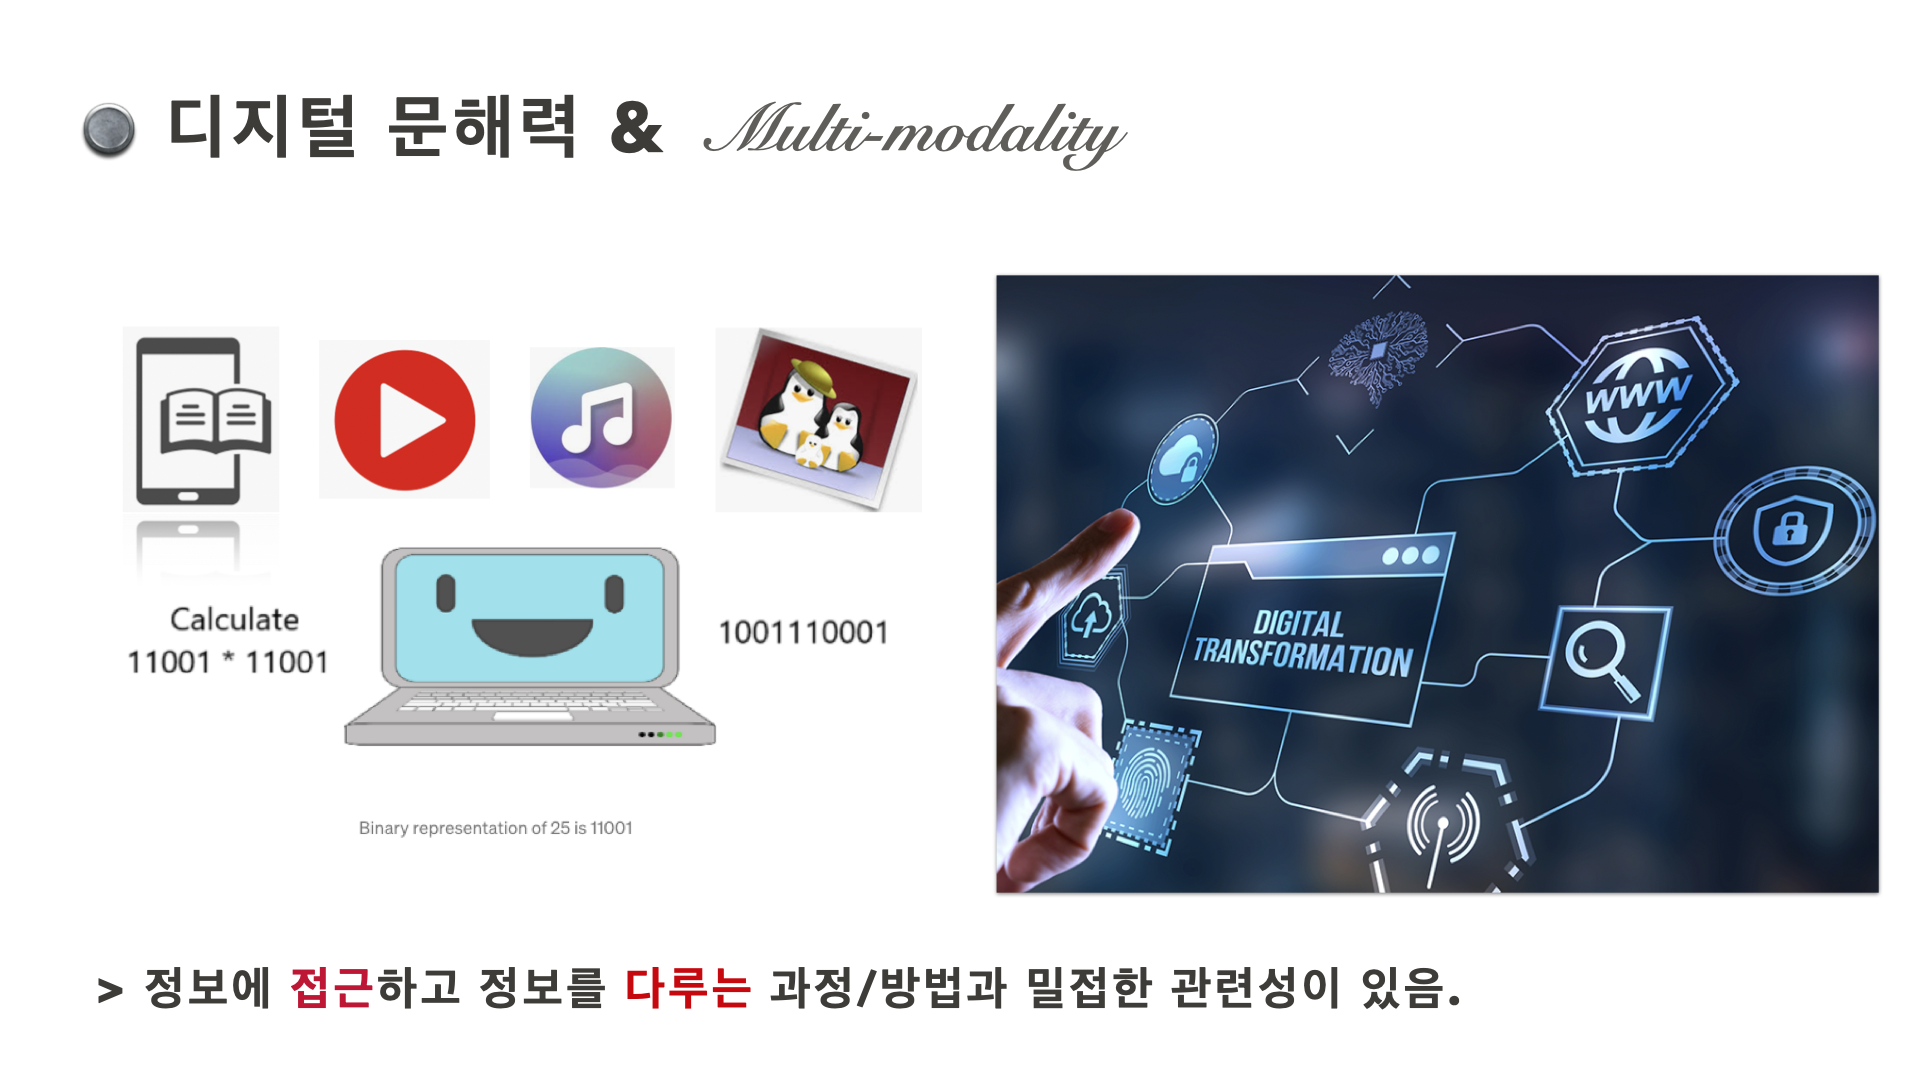 디지털 문해력 & Multi-modality
Calculate
11001 * 11001
1001110001
Binary representation of 25 is 11001
WWW
DIGITAL
TRANSFORMATION
> 정보에 접근하고 정보를 다루는 과정/방법과 밀접한 관련성이 있음.